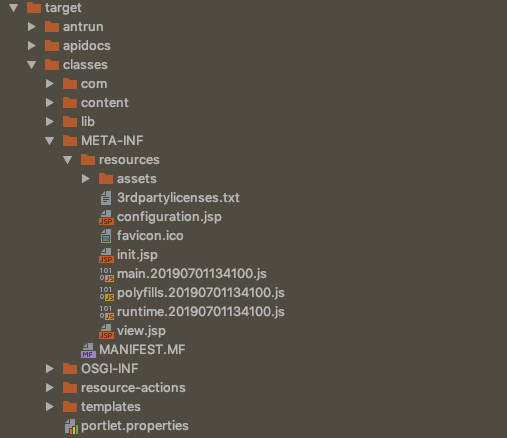 target
antrun
apidocs
classes
com
content
lib
META-INF
resources
assets
3rdpartylicenses.txt
configuration.jsp
favicon.ico
init.jsp
main.20190701134100.js
polyfills.20190701134100.js
runtime.20190701134100.js
view.jsp
MANIFEST.MF
OSGI-INF
resource-actions
templates
portlet.properties